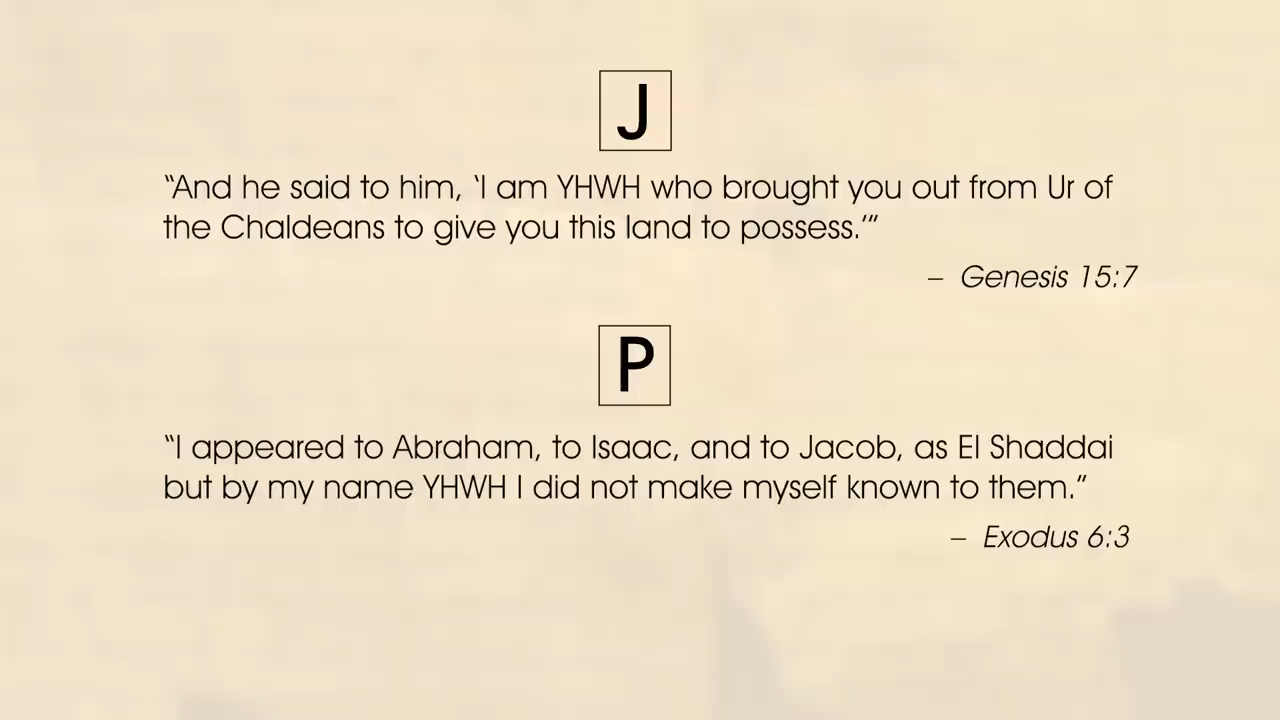 J
“And he said to him, ‘I am YHWH who brought you out from Ur of
the Chaldeans to give you this land to possess.’”
– Genesis 15:7
P
“I appeared to Abraham, to Isaac, and to Jacob, as El Shaddai
but by my name YHWH I did not make myself known to them.”
– Exodus 6:3